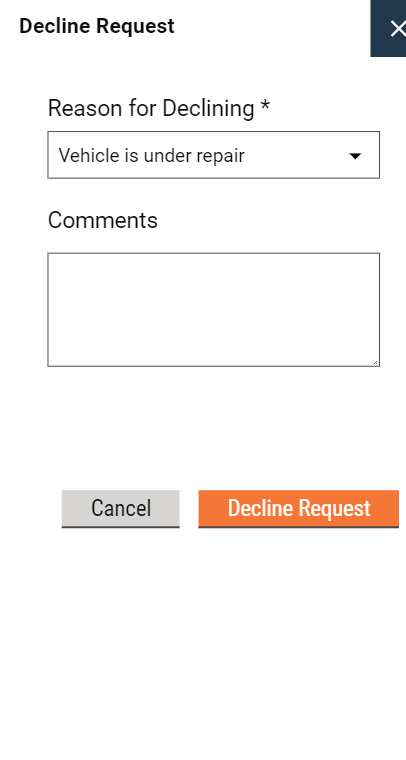 Decline Request
Reason for Declining *
Vehicle is under repair
Comments
Cancel
Decline Request